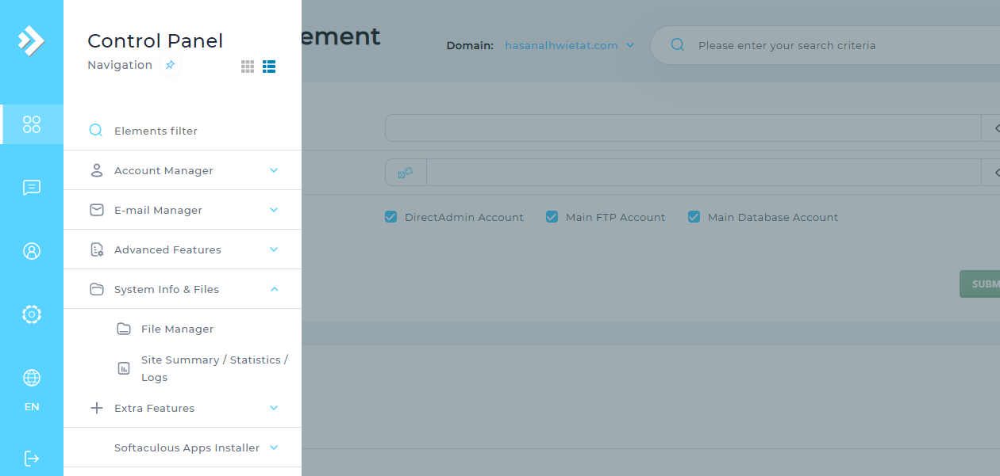 Control Panel
Navigation
ement
Domain: hasanalhwietat.com
Please enter your search criteria
Elements filter
Account Manager
E-mail Manager
Advanced Features
System Info & Files
File Manager
Site Summary / Statistics /
Logs
Extra Features
Softaculous Apps Installer
EN
DirectAdmin Account
Main FTP Account
Main Database Account
SUBM